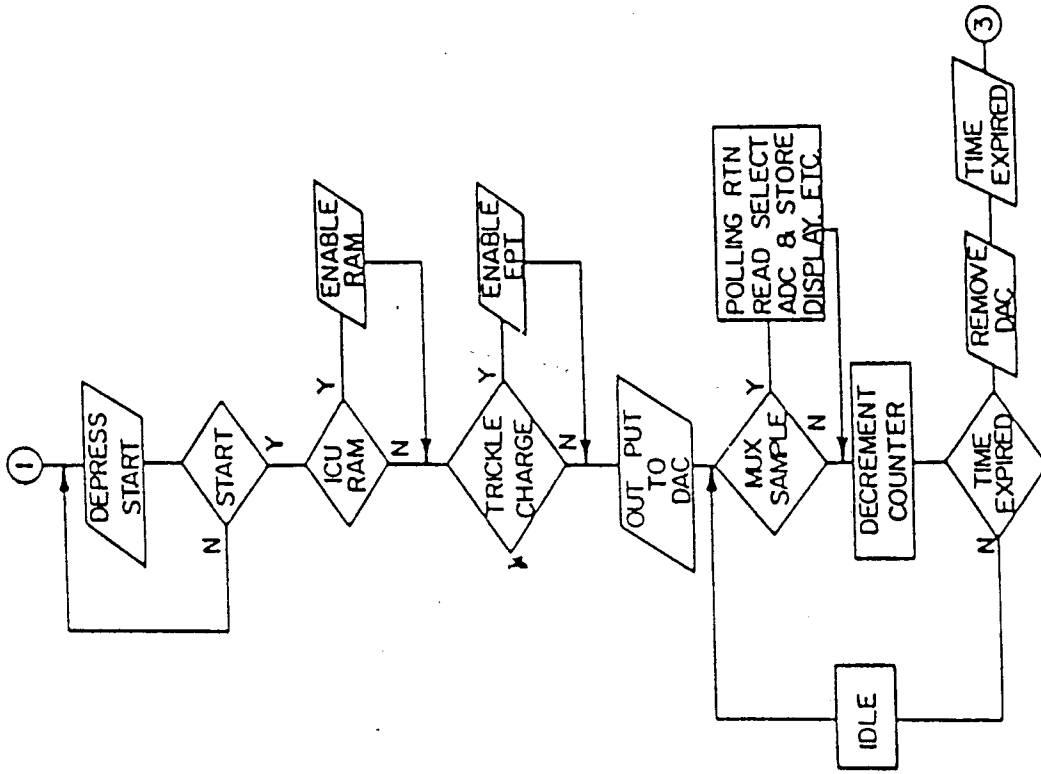 1
DEPRESS
START
START
N
Y
ICU
RAM
Y
N
ENABLE
RAM
TRICKLE
CHARGE
Y
N
ENABLE
EPT
OUT PUT
TO
DAC
MUX
SAMPLE
Y
N
POLLING RTN
READ SELECT
ADC & STORE
DISPLAY, ETC.
DECREMENT
COUNTER
TIME
EXPIRED
N
IDLE
REMOVE
DAC
TIME
EXPIRED
3